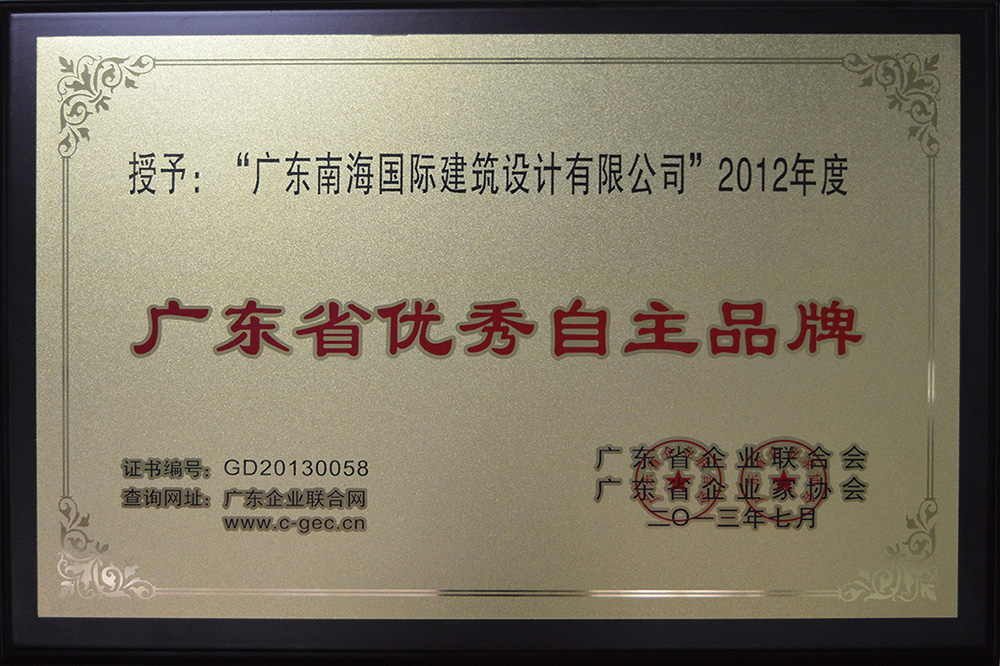 授予：“广东南海国际建筑设计有限公司”2012年度
广东省优秀自主品牌
证书编号：GD20130058
查询网址：广东企业联合网
www.c-gec.cn
广东省企业联合会
广东省企业家协会
二〇一三年七月